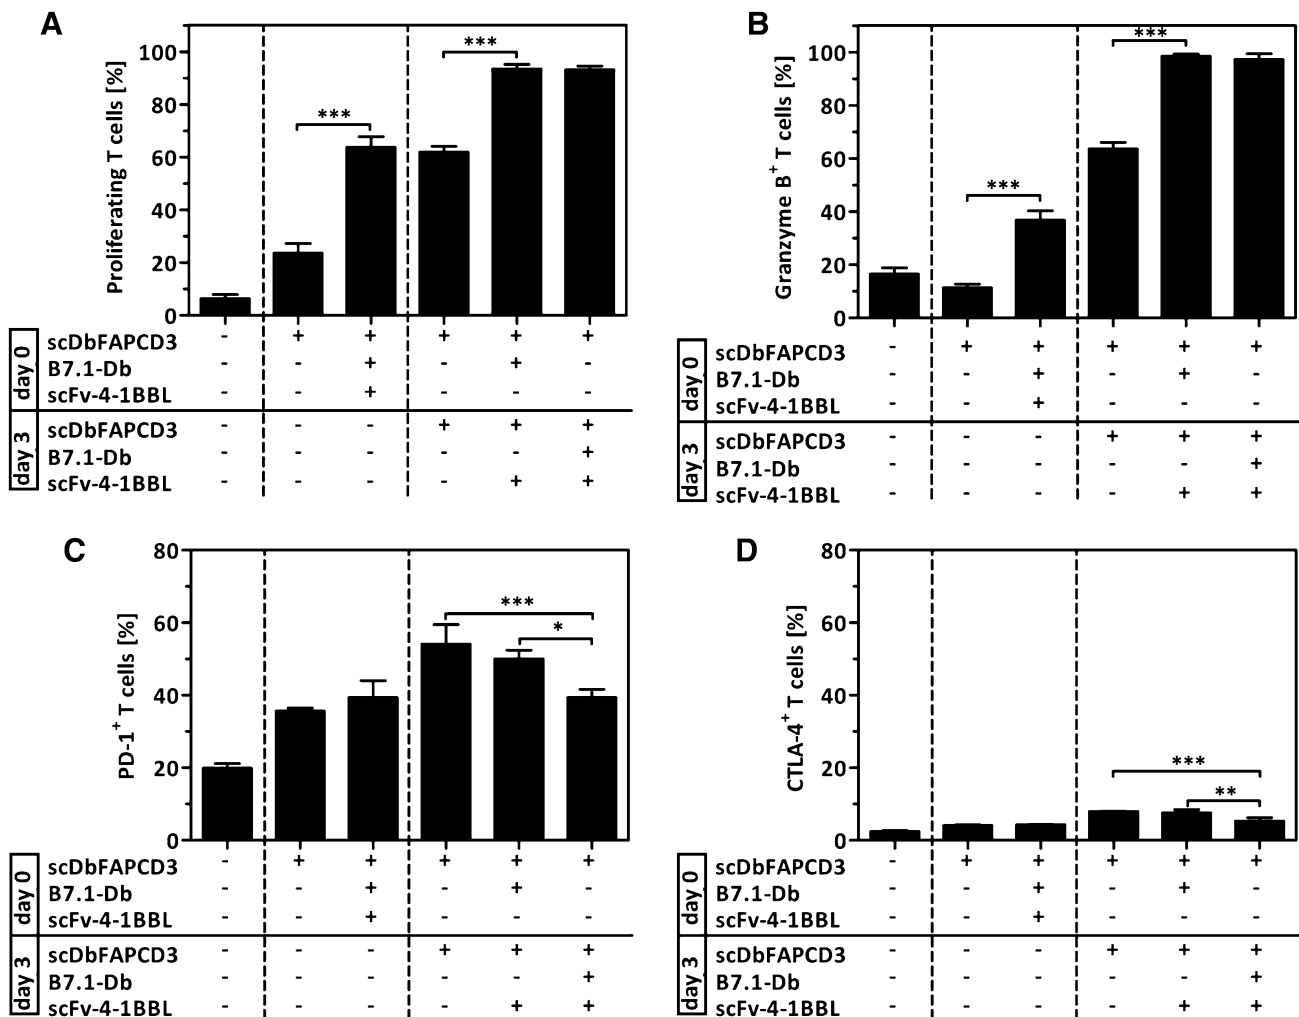 A
Proliferating T cells [%]
100
80
60
40
20
0
***
***
day 0
scDbFAPCD3 - + + + + +
B7.1-Db - - + - + -
scFv-4-1BBL - - + - - -
day 3
scDbFAPCD3 - - - + + +
B7.1-Db - - - - - +
scFv-4-1BBL - - - - + +
B
Granzyme B+ T cells [%]
100
80
60
40
20
0
***
***
day 0
scDbFAPCD3 - + + + + +
B7.1-Db - - + - + -
scFv-4-1BBL - - + - - -
day 3
scDbFAPCD3 - - - + + +
B7.1-Db - - - - - +
scFv-4-1BBL - - - - + +
C
PD-1+ T cells [%]
80
60
40
20
0
***
*
day 0
scDbFAPCD3 - + + + + +
B7.1-Db - - + - + -
scFv-4-1BBL - - + - - -
day 3
scDbFAPCD3 - - - + + +
B7.1-Db - - - - - +
scFv-4-1BBL - - - - + +
D
CTLA-4+ T cells [%]
80
60
40
20
0
***
**
day 0
scDbFAPCD3 - + + + + +
B7.1-Db - - + - + -
scFv-4-1BBL - - + - - -
day 3
scDbFAPCD3 - - - + + +
B7.1-Db - - - - - +
scFv-4-1BBL - - - - + +